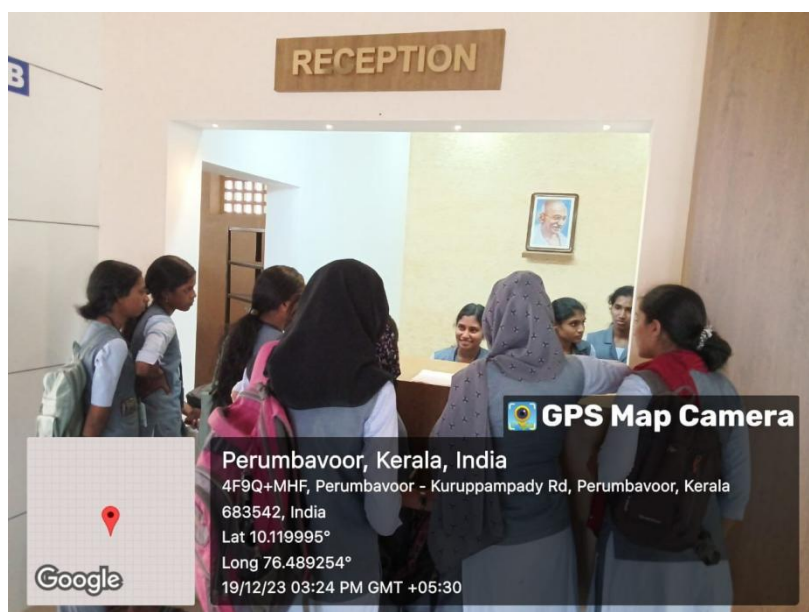 B
RECEPTION
GPS Map Camera
Perumbavoor, Kerala, India
4F9Q+MHF, Perumbavoor - Kuruppampady Rd, Perumbavoor, Kerala
683542, India
Lat 10.119995°
Long 76.489254°
19/12/23 03:24 PM GMT +05:30
Google